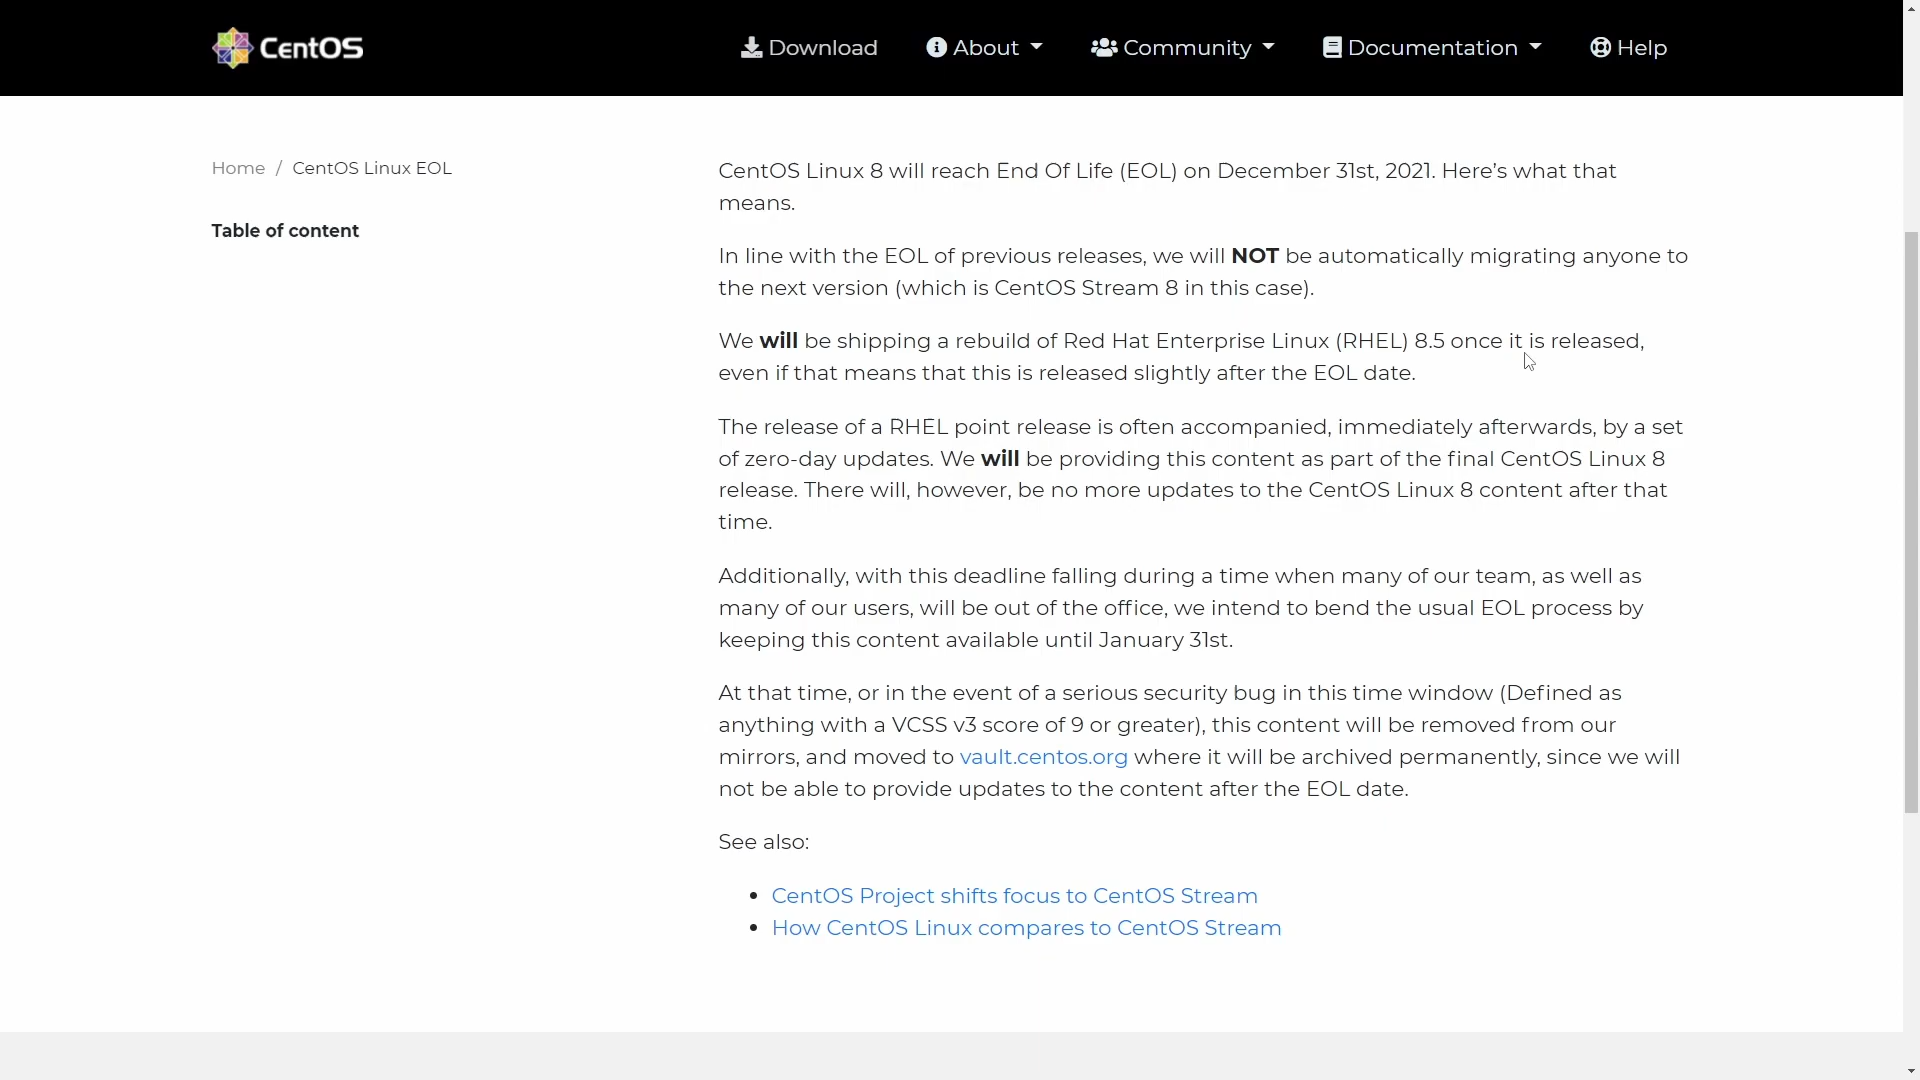 CentOS
Download About Community Documentation Help
Home / CentOS Linux EOL
Table of content
CentOS Linux 8 will reach End Of Life (EOL) on December 31st, 2021. Here’s what that
means.
In line with the EOL of previous releases, we will NOT be automatically migrating anyone to
the next version (which is CentOS Stream 8 in this case).
We will be shipping a rebuild of Red Hat Enterprise Linux (RHEL) 8.5 once it is released,
even if that means that this is released slightly after the EOL date.
The release of a RHEL point release is often accompanied, immediately afterwards, by a set
of zero-day updates. We will be providing this content as part of the final CentOS Linux 8
release. There will, however, be no more updates to the CentOS Linux 8 content after that
time.
Additionally, with this deadline falling during a time when many of our team, as well as
many of our users, will be out of the office, we intend to bend the usual EOL process by
keeping this content available until January 31st.
At that time, or in the event of a serious security bug in this time window (Defined as
anything with a VCSS v3 score of 9 or greater), this content will be removed from our
mirrors, and moved to vault.centos.org where it will be archived permanently, since we will
not be able to provide updates to the content after the EOL date.
See also:
• CentOS Project shifts focus to CentOS Stream
• How CentOS Linux compares to CentOS Stream